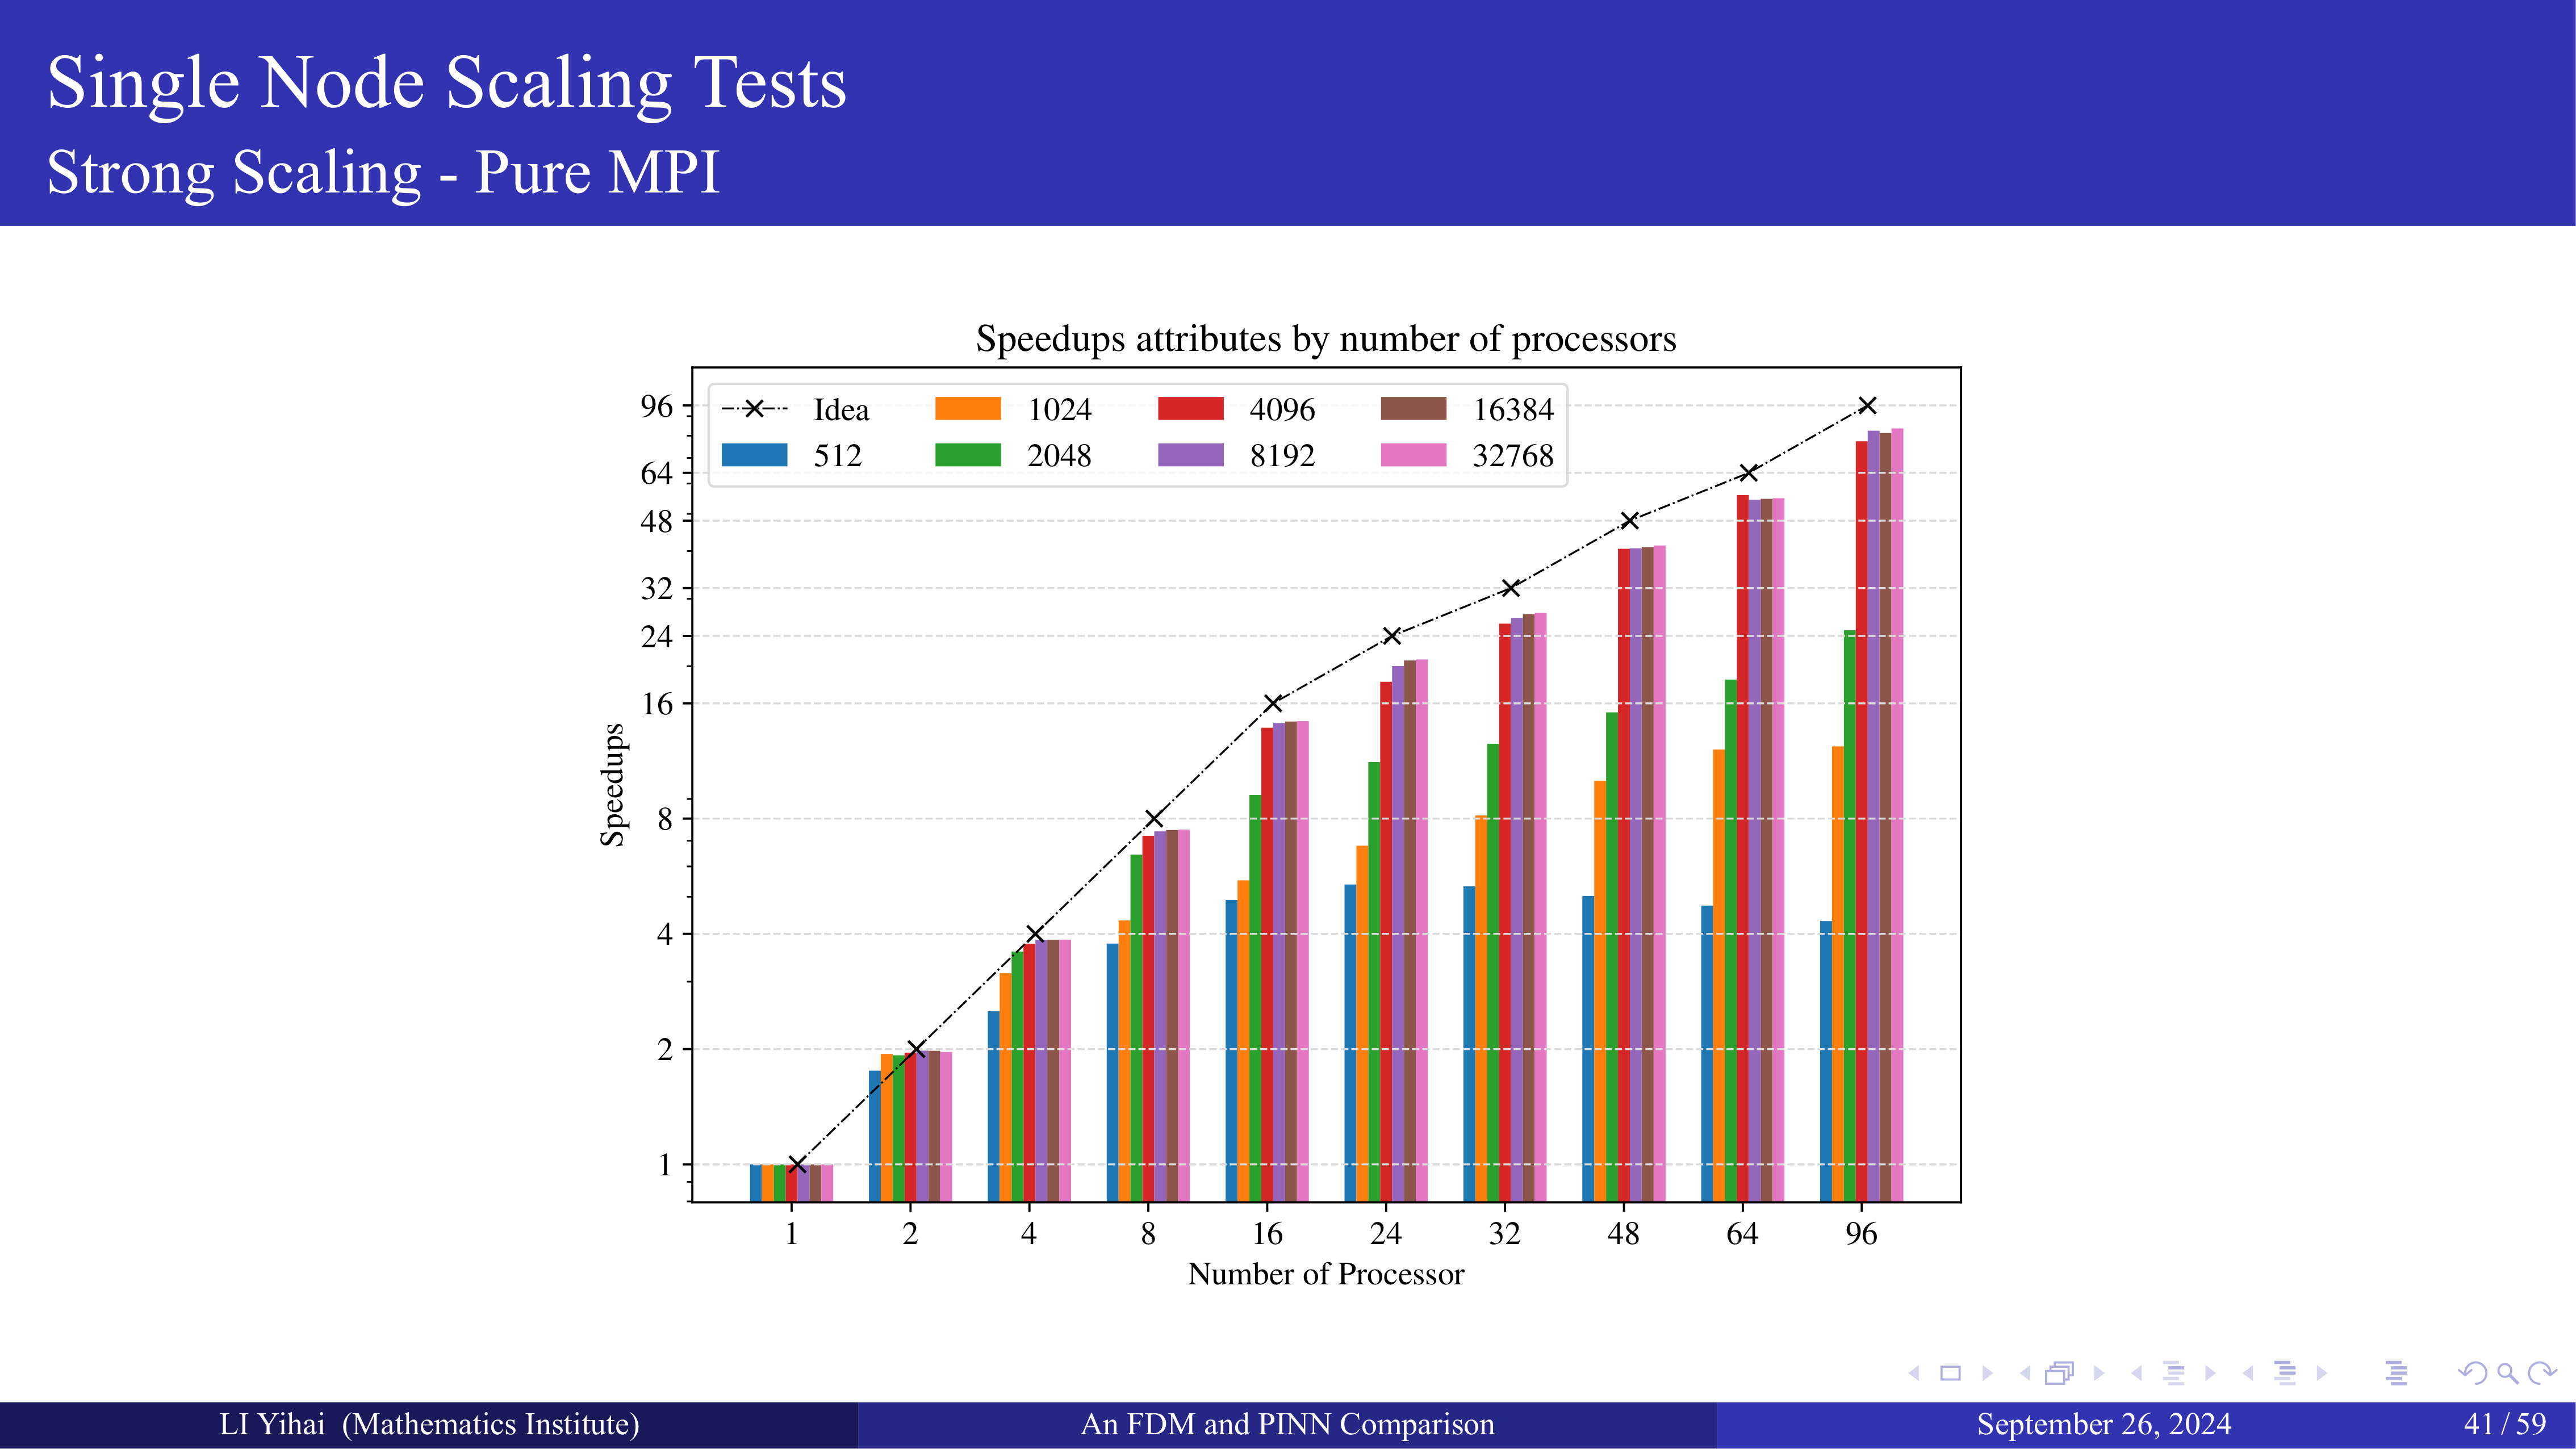 Single Node Scaling Tests
Strong Scaling - Pure MPI
Speedups attributes by number of processors
Idea 1024 4096 16384
512 2048 8192 32768
96
64
48
32
24
16
8
4
2
1
Speedups
1 2 4 8 16 24 32 48 64 96
Number of Processor
LI Yihai (Mathematics Institute) An FDM and PINN Comparison September 26, 2024 41 / 59